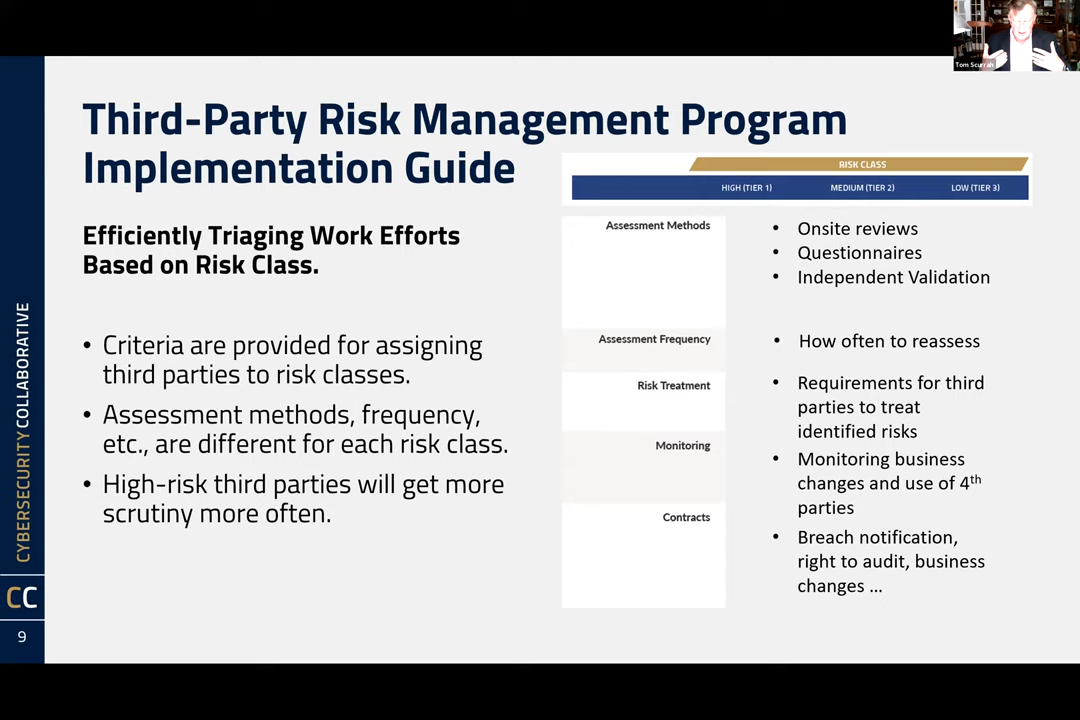 Tom Scurrah
Third-Party Risk Management Program
Implementation Guide
RISK CLASS
HIGH (TIER 1) MEDIUM (TIER 2) LOW (TIER 3)
Efficiently Triaging Work Efforts
Based on Risk Class.
• Criteria are provided for assigning
third parties to risk classes.
• Assessment methods, frequency,
etc., are different for each risk class.
• High-risk third parties will get more
scrutiny more often.
Assessment Methods
• Onsite reviews
• Questionnaires
• Independent Validation
Assessment Frequency
• How often to reassess
Risk Treatment
• Requirements for third
parties to treat
identified risks
Monitoring
• Monitoring business
changes and use of 4th
parties
Contracts
• Breach notification,
right to audit, business
changes ...
CYBERSECURITY COLLABORATIVE
CC
9